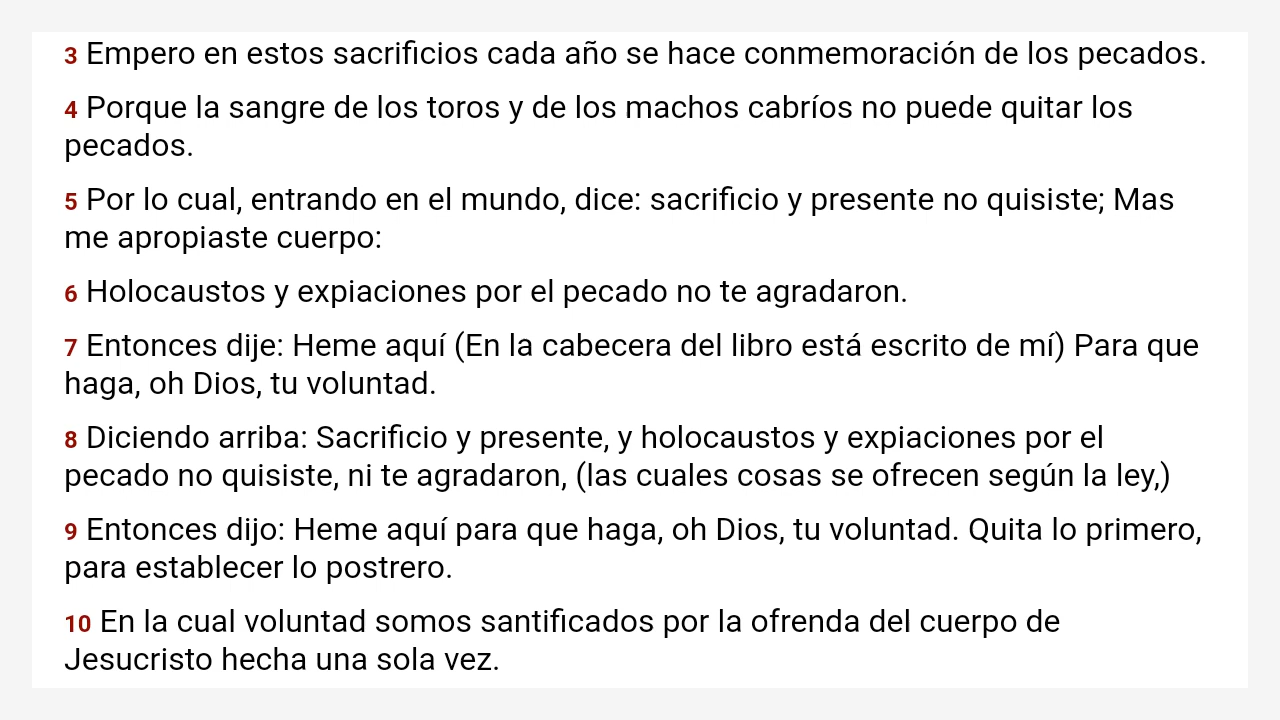 3 Empero en estos sacrificios cada año se hace conmemoración de los pecados.
4 Porque la sangre de los toros y de los machos cabríos no puede quitar los
pecados.
5 Por lo cual, entrando en el mundo, dice: sacrificio y presente no quisiste; Mas
me apropiaste cuerpo:
6 Holocaustos y expiaciones por el pecado no te agradaron.
7 Entonces dije: Heme aquí (En la cabecera del libro está escrito de mí) Para que
haga, oh Dios, tu voluntad.
8 Diciendo arriba: Sacrificio y presente, y holocaustos y expiaciones por el
pecado no quisiste, ni te agradaron, (las cuales cosas se ofrecen según la ley,)
9 Entonces dijo: Heme aquí para que haga, oh Dios, tu voluntad. Quita lo primero,
para establecer lo postrero.
10 En la cual voluntad somos santificados por la ofrenda del cuerpo de
Jesucristo hecha una sola vez.